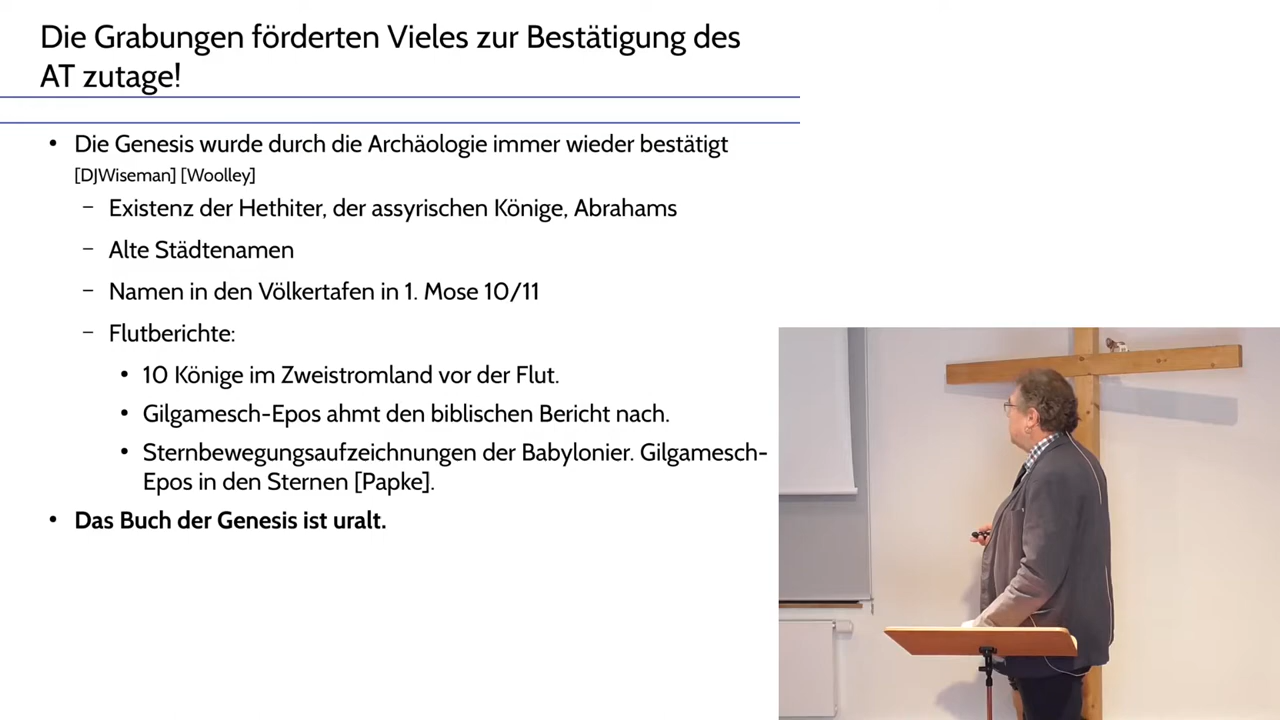 Die Grabungen förderten Vieles zur Bestätigung des
AT zutage!
• Die Genesis wurde durch die Archäologie immer wieder bestätigt
[DJWiseman] [Woolley]
– Existenz der Hethiter, der assyrischen Könige, Abrahams
– Alte Städtenamen
– Namen in den Völkertafen in 1. Mose 10/11
– Flutberichte:
• 10 Könige im Zweistromland vor der Flut.
• Gilgamesch-Epos ahmt den biblischen Bericht nach.
• Sternbewegungsaufzeichnungen der Babylonier. Gilgamesch-
Epos in den Sternen [Papke].
• Das Buch der Genesis ist uralt.